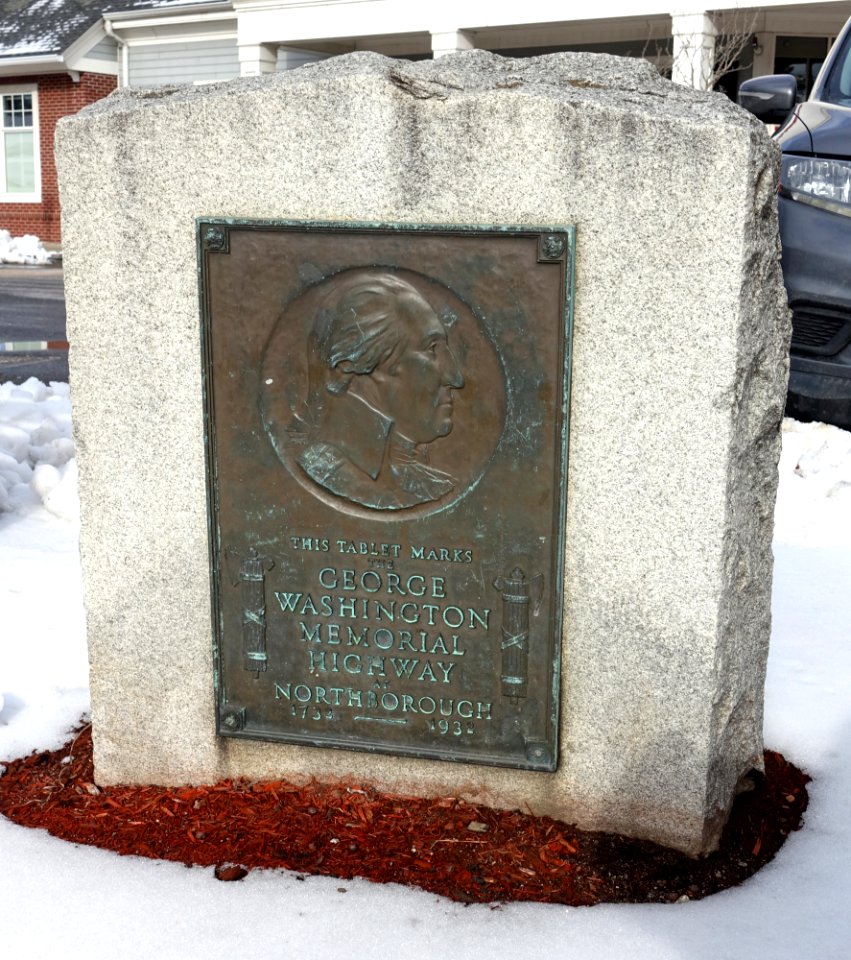 THIS TABLET MARKS
THE
GEORGE
WASHINGTON
MEMORIAL
HIGHWAY
AT
NORTHBOROUGH
1732 — 1932